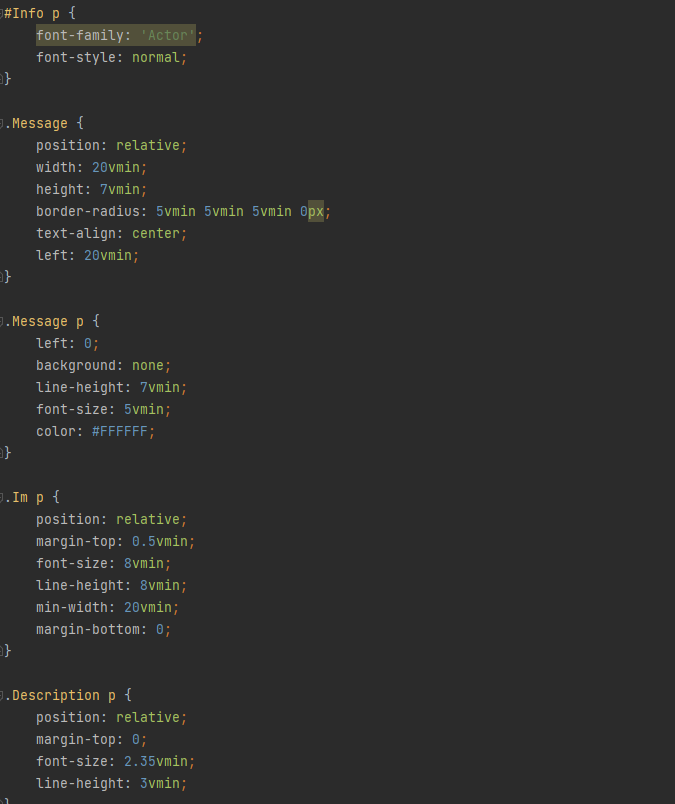 #Info p {
    font-family: 'Actor';
    font-style: normal;
}
.Message {
    position: relative;
    width: 20vmin;
    height: 7vmin;
    border-radius: 5vmin 5vmin 5vmin 0px;
    text-align: center;
    left: 20vmin;
}
.Message p {
    left: 0;
    background: none;
    line-height: 7vmin;
    font-size: 5vmin;
    color: #FFFFFF;
}
.Im p {
    position: relative;
    margin-top: 0.5vmin;
    font-size: 8vmin;
    line-height: 8vmin;
    min-width: 20vmin;
    margin-bottom: 0;
}
.Description p {
    position: relative;
    margin-top: 0;
    font-size: 2.35vmin;
    line-height: 3vmin;
}